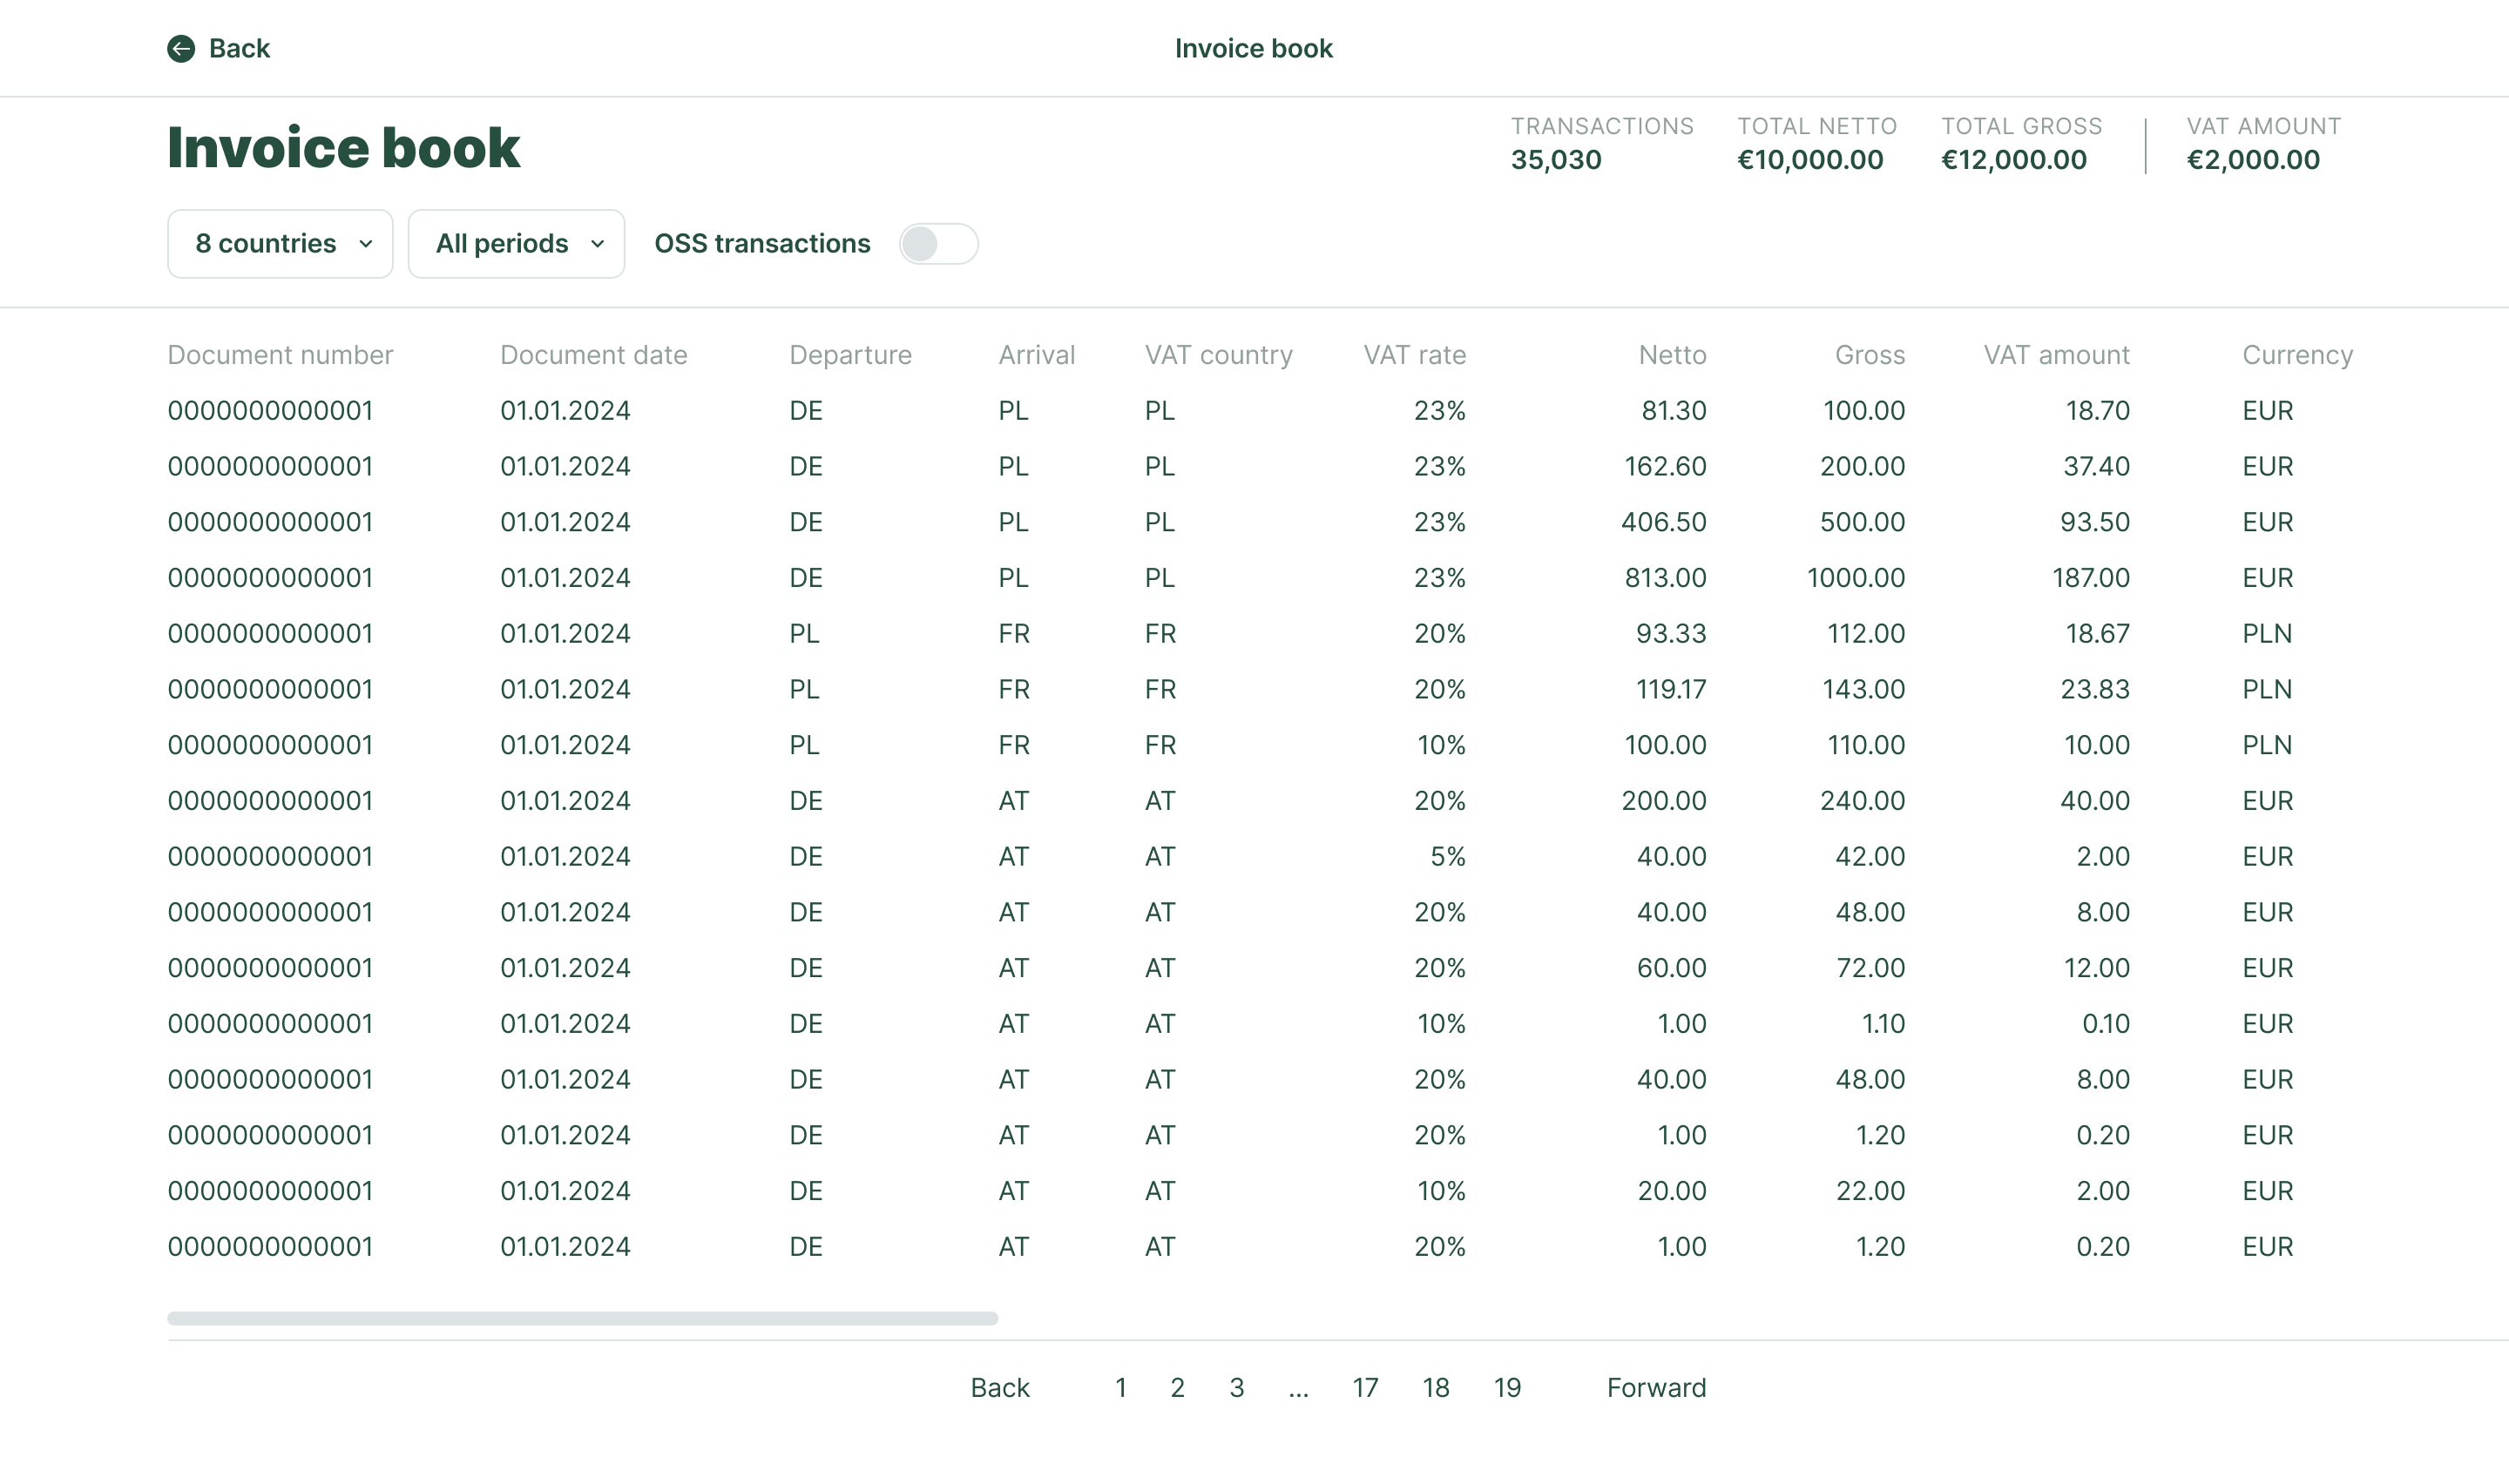 Back
Invoice book
Invoice book
TRANSACTIONS TOTAL NETTO TOTAL GROSS VAT AMOUNT
35,030 €10,000.00 €12,000.00 €2,000.00
8 countries All periods OSS transactions
Document number Document date Departure Arrival VAT country VAT rate Netto Gross VAT amount Currency
0000000000001 01.01.2024 DE PL PL 23% 81.30 100.00 18.70 EUR
0000000000001 01.01.2024 DE PL PL 23% 162.60 200.00 37.40 EUR
0000000000001 01.01.2024 DE PL PL 23% 406.50 500.00 93.50 EUR
0000000000001 01.01.2024 DE PL PL 23% 813.00 1000.00 187.00 EUR
0000000000001 01.01.2024 PL FR FR 20% 93.33 112.00 18.67 PLN
0000000000001 01.01.2024 PL FR FR 20% 119.17 143.00 23.83 PLN
0000000000001 01.01.2024 PL FR FR 10% 100.00 110.00 10.00 PLN
0000000000001 01.01.2024 DE AT AT 20% 200.00 240.00 40.00 EUR
0000000000001 01.01.2024 DE AT AT 5% 40.00 42.00 2.00 EUR
0000000000001 01.01.2024 DE AT AT 20% 40.00 48.00 8.00 EUR
0000000000001 01.01.2024 DE AT AT 20% 60.00 72.00 12.00 EUR
0000000000001 01.01.2024 DE AT AT 10% 1.00 1.10 0.10 EUR
0000000000001 01.01.2024 DE AT AT 20% 40.00 48.00 8.00 EUR
0000000000001 01.01.2024 DE AT AT 20% 1.00 1.20 0.20 EUR
0000000000001 01.01.2024 DE AT AT 10% 20.00 22.00 2.00 EUR
0000000000001 01.01.2024 DE AT AT 20% 1.00 1.20 0.20 EUR
Back 1 2 3 ... 17 18 19 Forward